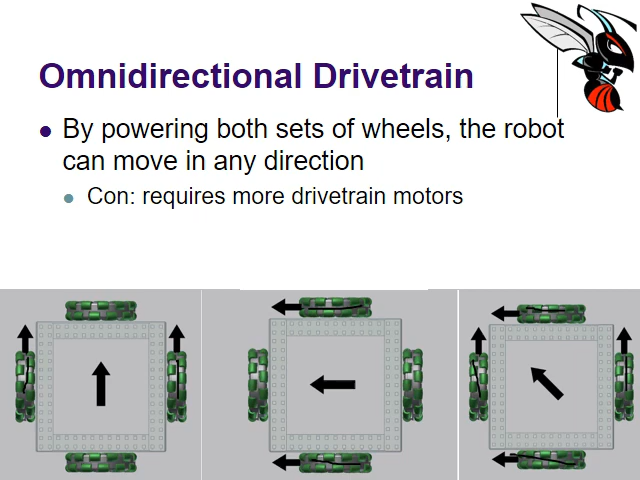 Omnidirectional Drivetrain
By powering both sets of wheels, the robot
can move in any direction
Con: requires more drivetrain motors